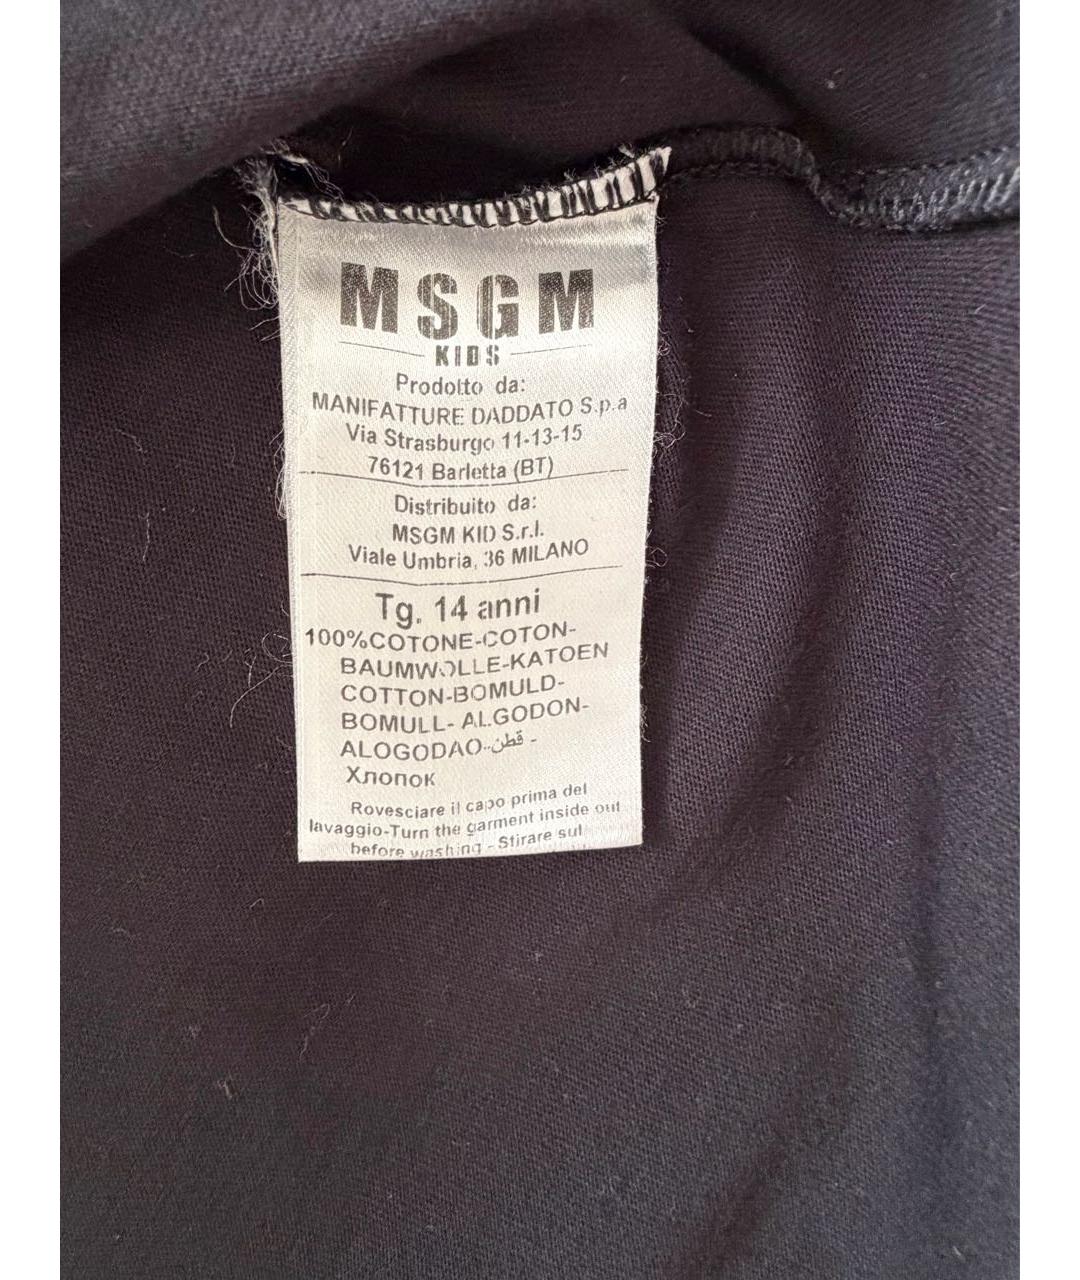 MSGM
KIDS
Prodotto da:
MANIFATTURE DADDATO S.p.a
Via Strasburgo 11-13-15
76121 Barletta (BT)
Distribuito da:
MSGM KID S.r.l.
Viale Umbria, 36 MILANO
Tg. 14 anni
100%COTONE-COTON-
BAUMWOLLE-KATOEN
COTTON-BOMULD-
BOMULL- ALGODON-
ALOGODAO-قطن -
Хлопок
Rovesciare il capo prima del
lavaggio-Turn the garment inside out
before washing - Stirare sul